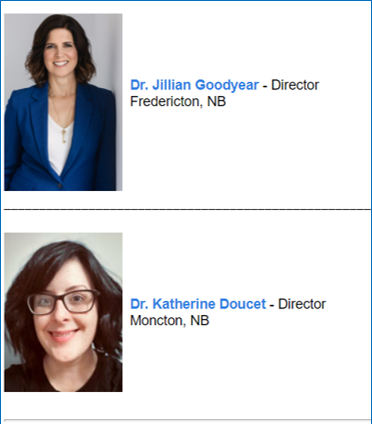 Dr. Jillian Goodyear - Director
Fredericton, NB
Dr. Katherine Doucet - Director
Moncton, NB